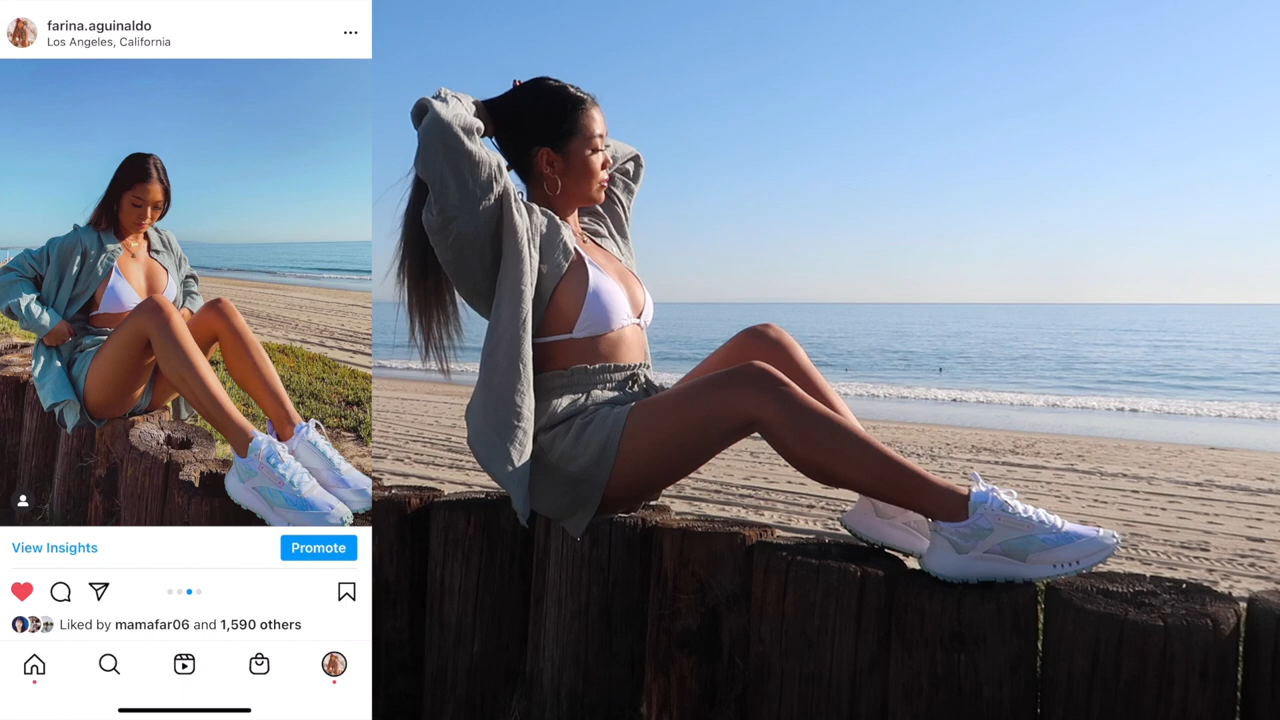 farina.aguinaldo
Los Angeles, California
View Insights
Promote
Liked by mamafar06 and 1,590 others